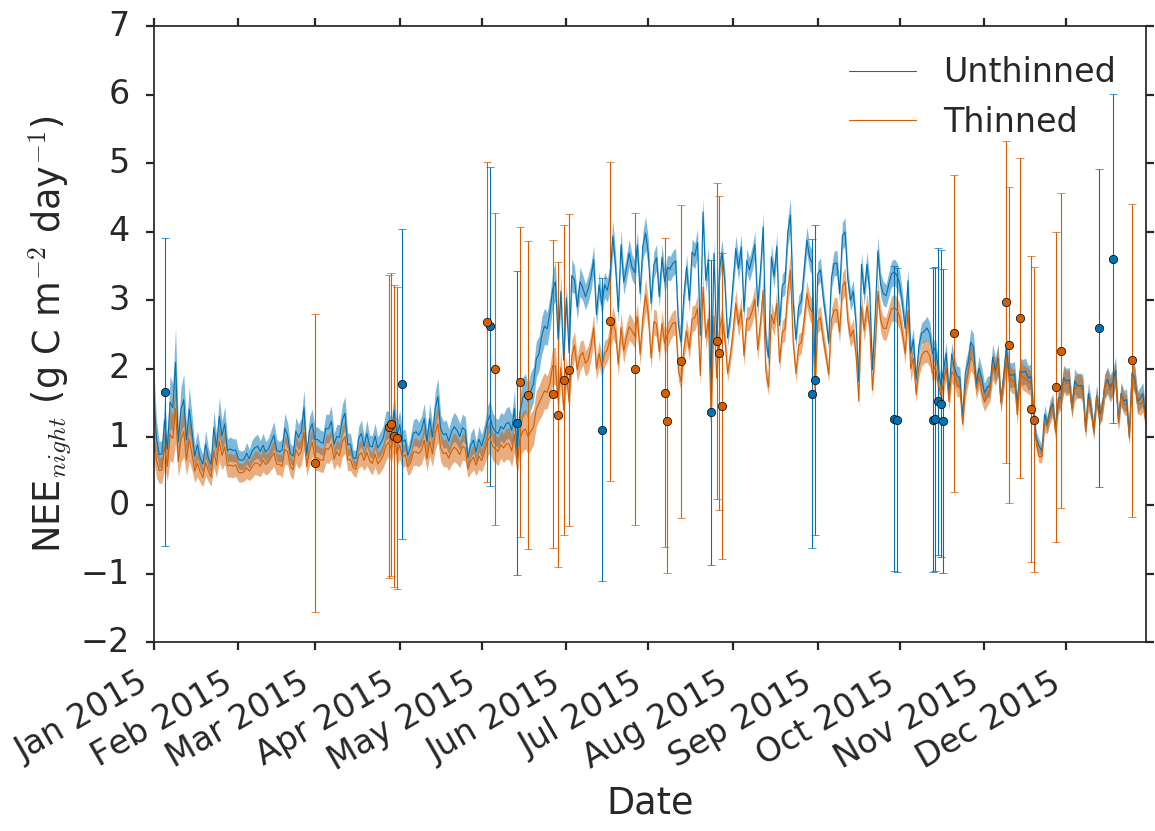 7
6
5
4
3
2
1
0
−1
−2
NEE_night (g C m⁻² day⁻¹)
Unthinned
Thinned
Jan 2015
Feb 2015
Mar 2015
Apr 2015
May 2015
Jun 2015
Jul 2015
Aug 2015
Sep 2015
Oct 2015
Nov 2015
Dec 2015
Date